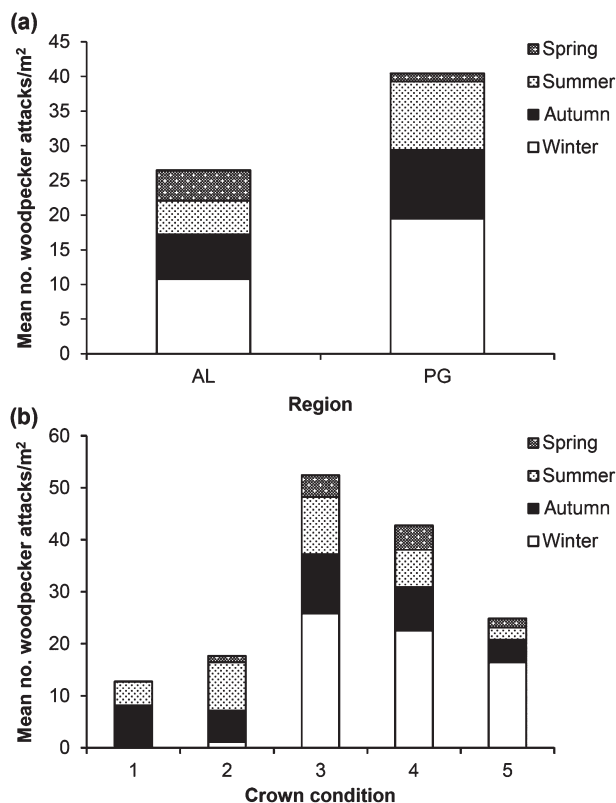 (a)
Mean no. woodpecker attacks/m²
45
40
35
30
25
20
15
10
5
0
Spring
Summer
Autumn
Winter
AL PG
Region
(b)
Mean no. woodpecker attacks/m²
60
50
40
30
20
10
0
Spring
Summer
Autumn
Winter
1 2 3 4 5
Crown condition